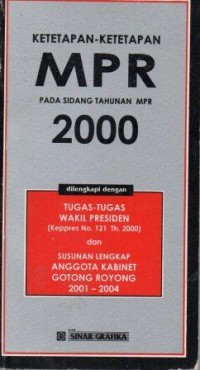 KETETAPAN-KETETAPAN
MPR
PADA SIDANG TAHUNAN MPR
2000
dilengkapi dengan
TUGAS-TUGAS
WAKIL PRESIDEN
(Keppres No. 121 Th. 2000)
dan
SUSUNAN LENGKAP
ANGGOTA KABINET
GOTONG ROYONG
2001 – 2004
SINAR GRAFIKA